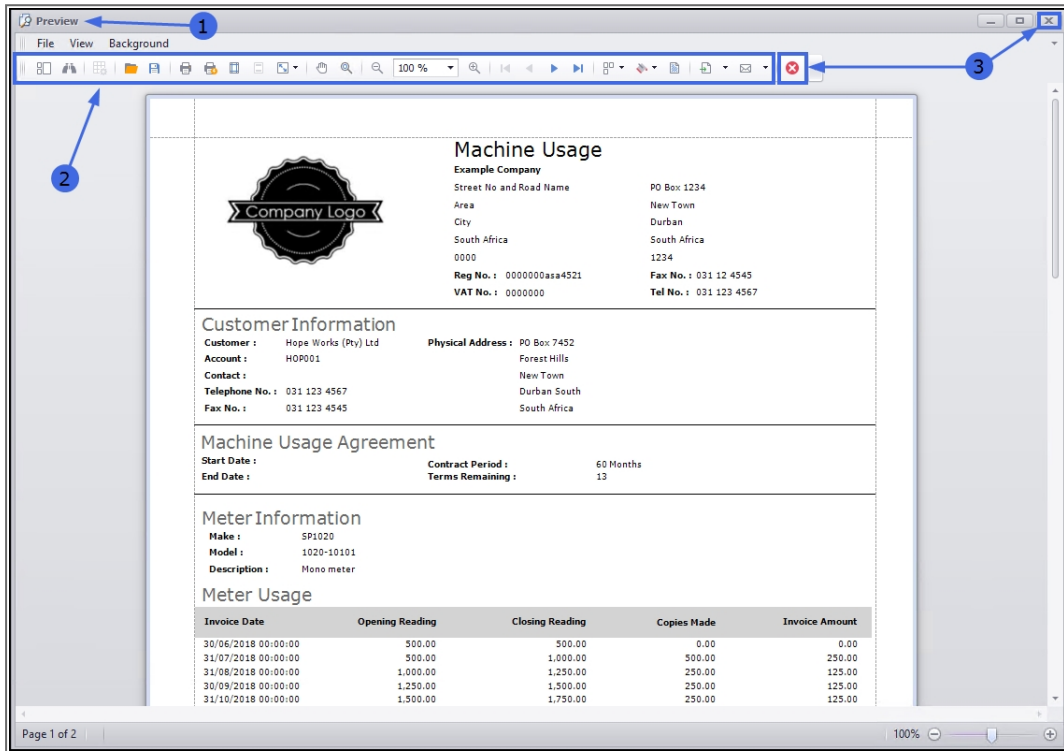 Preview
1
File View Background
3
100 %
2
Machine Usage
Example Company
Street No and Road Name PO Box 1234
Area New Town
Company Logo
City Durban
South Africa South Africa
0000 1234
Reg No. : 0000000asa4521 Fax No. : 031 12 4545
VAT No. : 0000000 Tel No. : 031 123 4567
Customer Information
Customer : Hope Works (Pty) Ltd Physical Address : PO Box 7452
Account : HOP001 Forest Hills
Contact : New Town
Telephone No. : 031 123 4567 Durban South
Fax No. : 031 123 4545 South Africa
Machine Usage Agreement
Start Date : Contract Period : 60 Months
End Date : Terms Remaining : 13
Meter Information
Make : SP1020
Model : 1020-10101
Description : Mono meter
Meter Usage
Invoice Date Opening Reading Closing Reading Copies Made Invoice Amount
30/06/2018 00:00:00 500.00 500.00 0.00 0.00
31/07/2018 00:00:00 500.00 1,000.00 500.00 250.00
31/08/2018 00:00:00 1,000.00 1,250.00 250.00 125.00
30/09/2018 00:00:00 1,250.00 1,500.00 250.00 125.00
31/10/2018 00:00:00 1,500.00 1,750.00 250.00 125.00
Page 1 of 2 100%